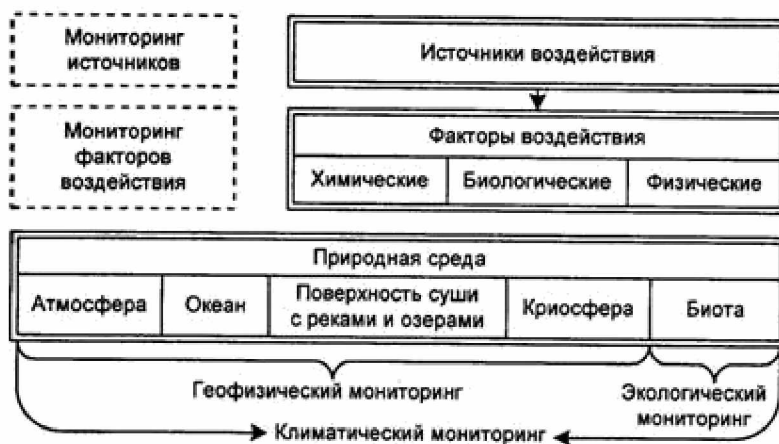 Мониторинг
источников
Источники воздействия
Мониторинг
факторов
воздействия
Факторы воздействия
Химические
Биологические
Физические
Природная среда
Атмосфера
Океан
Поверхность суши
с реками и озерами
Криосфера
Биота
Геофизический мониторинг
Экологический
мониторинг
Климатический мониторинг